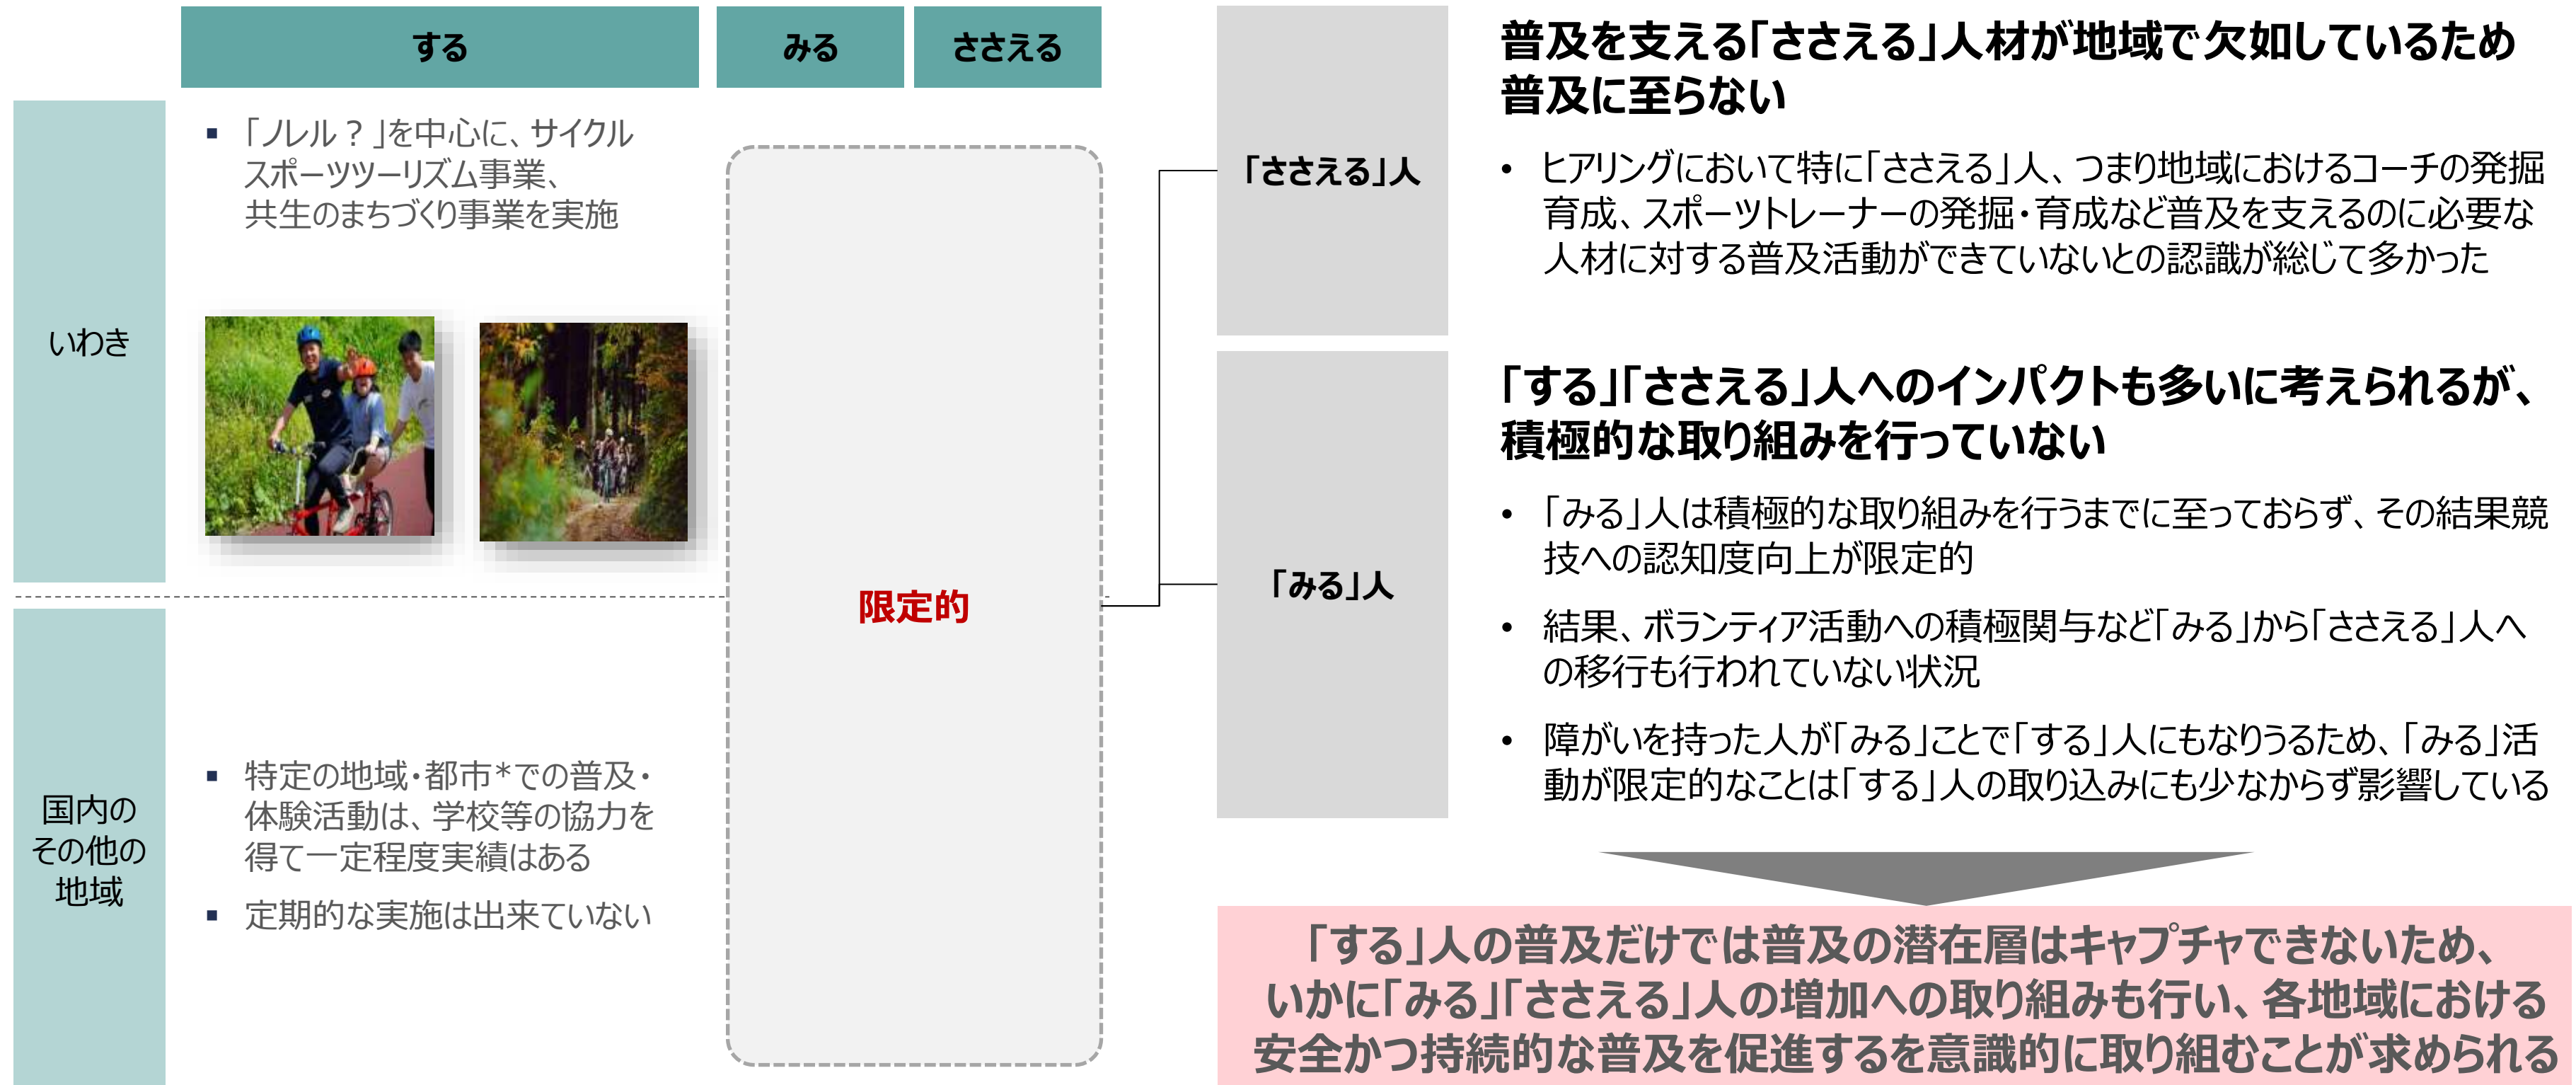 する
みる
ささえる
いわき
▪ 「ノレル？」を中心に、サイクル
スポーツツーリズム事業、
共生のまちづくり事業を実施
国内の
その他の
地域
▪ 特定の地域・都市*での普及・
体験活動は、学校等の協力を
得て一定程度実績はある
▪ 定期的な実施は出来ていない
限定的
「ささえる」人
普及を支える「ささえる」人材が地域で欠如しているため
普及に至らない
• ヒアリングにおいて特に「ささえる」人、つまり地域におけるコーチの発掘
育成、スポーツトレーナーの発掘・育成など普及を支えるのに必要な
人材に対する普及活動ができていないとの認識が総じて多かった
「みる」人
「する」「ささえる」人へのインパクトも多いに考えられるが、
積極的な取り組みを行っていない
• 「みる」人は積極的な取り組みを行うまでに至っておらず、その結果競
技への認知度向上が限定的
• 結果、ボランティア活動への積極関与など「みる」から「ささえる」人へ
の移行も行われていない状況
• 障がいを持った人が「みる」ことで「する」人にもなりうるため、「みる」活
動が限定的なことは「する」人の取り込みにも少なからず影響している
「する」人の普及だけでは普及の潜在層はキャプチャできないため、
いかに「みる」「ささえる」人の増加への取り組みも行い、各地域における
安全かつ持続的な普及を促進するを意識的に取り組むことが求められる